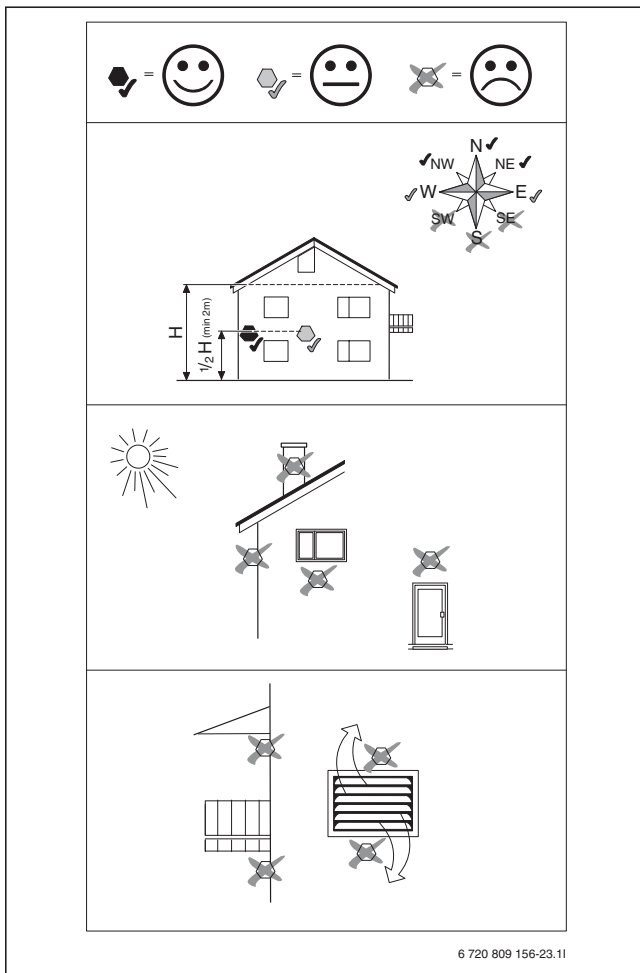 = = =
N
NW NE
W E
SW SE
S
H
1/2 H (min 2m)
6 720 809 156-23.1I